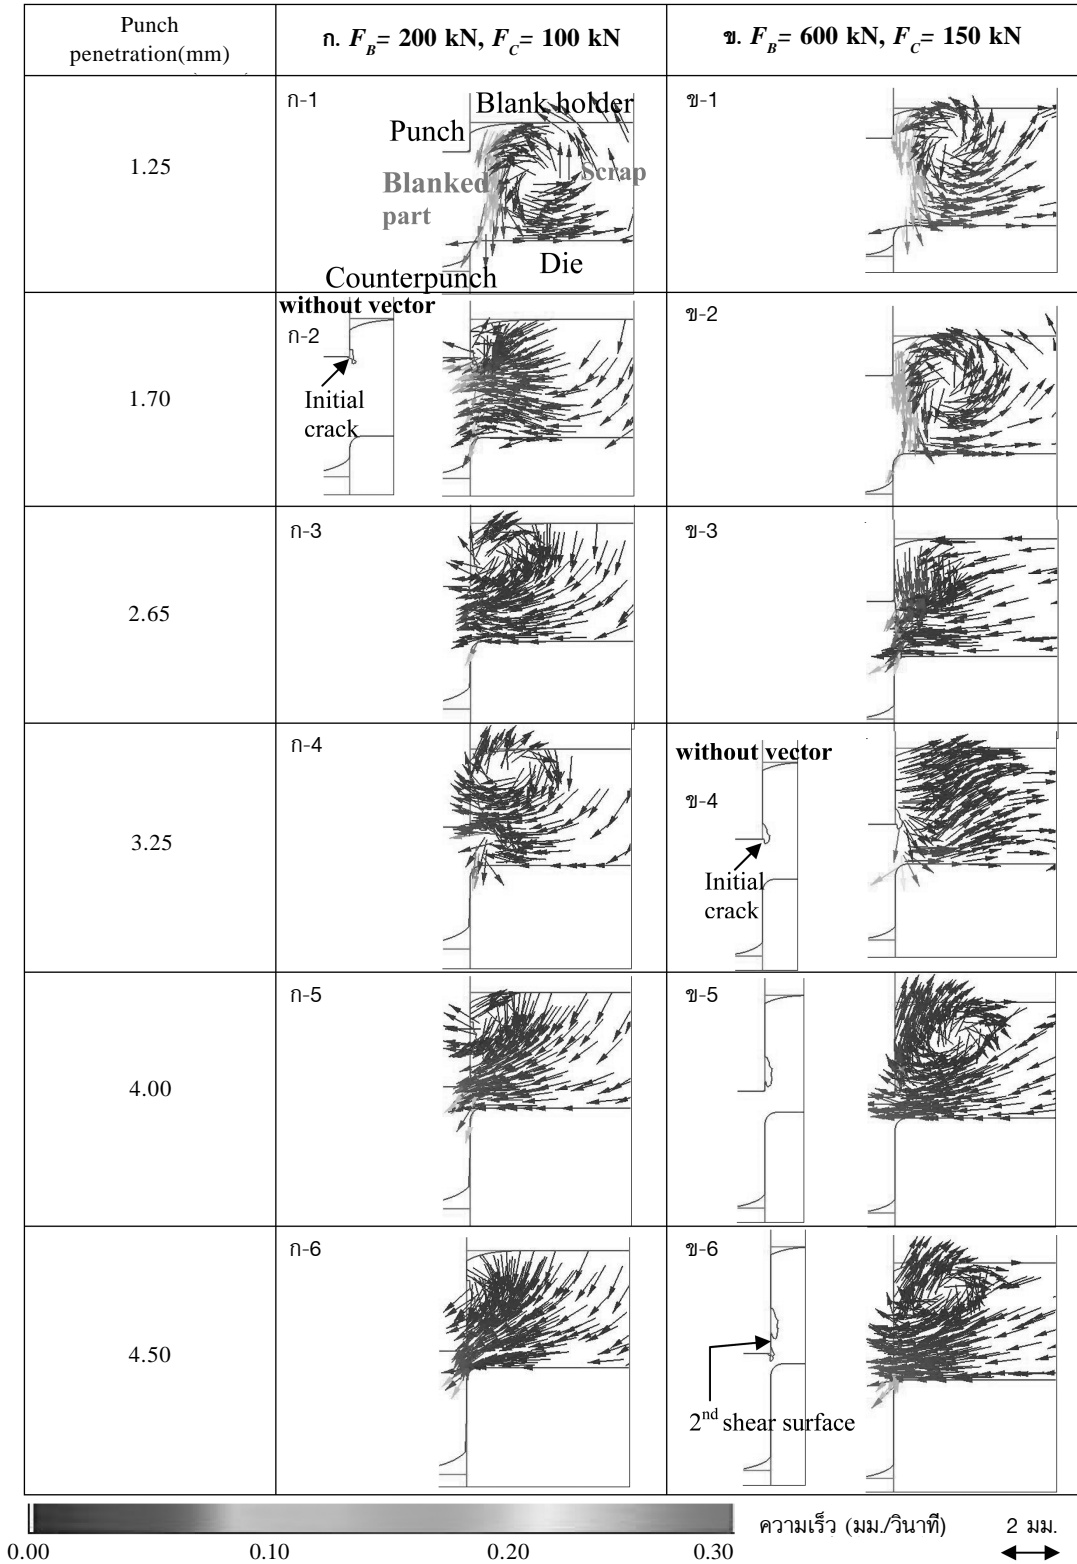 Punch
penetration(mm)
ก. F_B= 200 kN, F_C= 100 kN
ข. F_B= 600 kN, F_C= 150 kN
1.25
ก-1
Blank holder
Punch
Scrap
Blanked
part
Die
Counterpunch
ข-1
1.70
without vector
ก-2
Initial
crack
ข-2
2.65
ก-3
ข-3
3.25
ก-4
without vector
ข-4
Initial
crack
4.00
ก-5
ข-5
4.50
ก-6
ข-6
2nd shear surface
ความเร็ว (มม./วินาที)
2 มม.
0.00
0.10
0.20
0.30